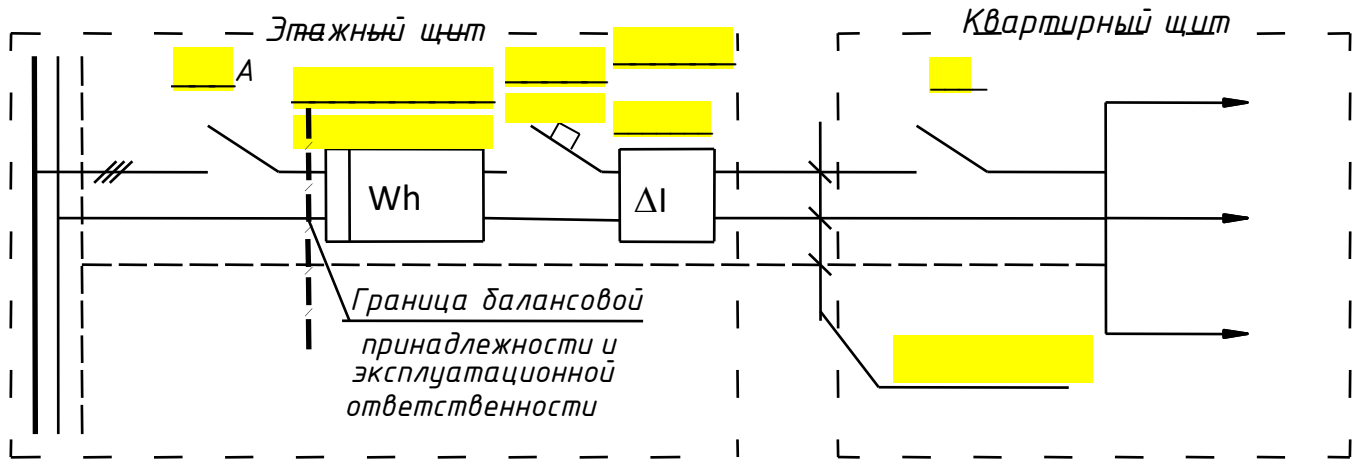 Этажный щит
Квартирный щит
А
Wh
ΔI
Граница балансовой
принадлежности и
эксплуатационной
ответственности